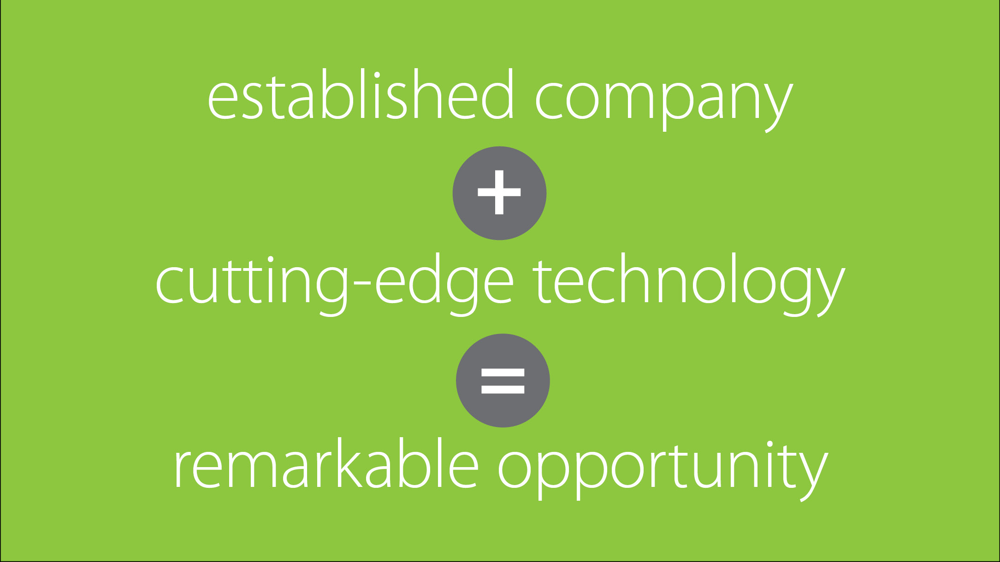 established company
+
cutting-edge technology
=
remarkable opportunity